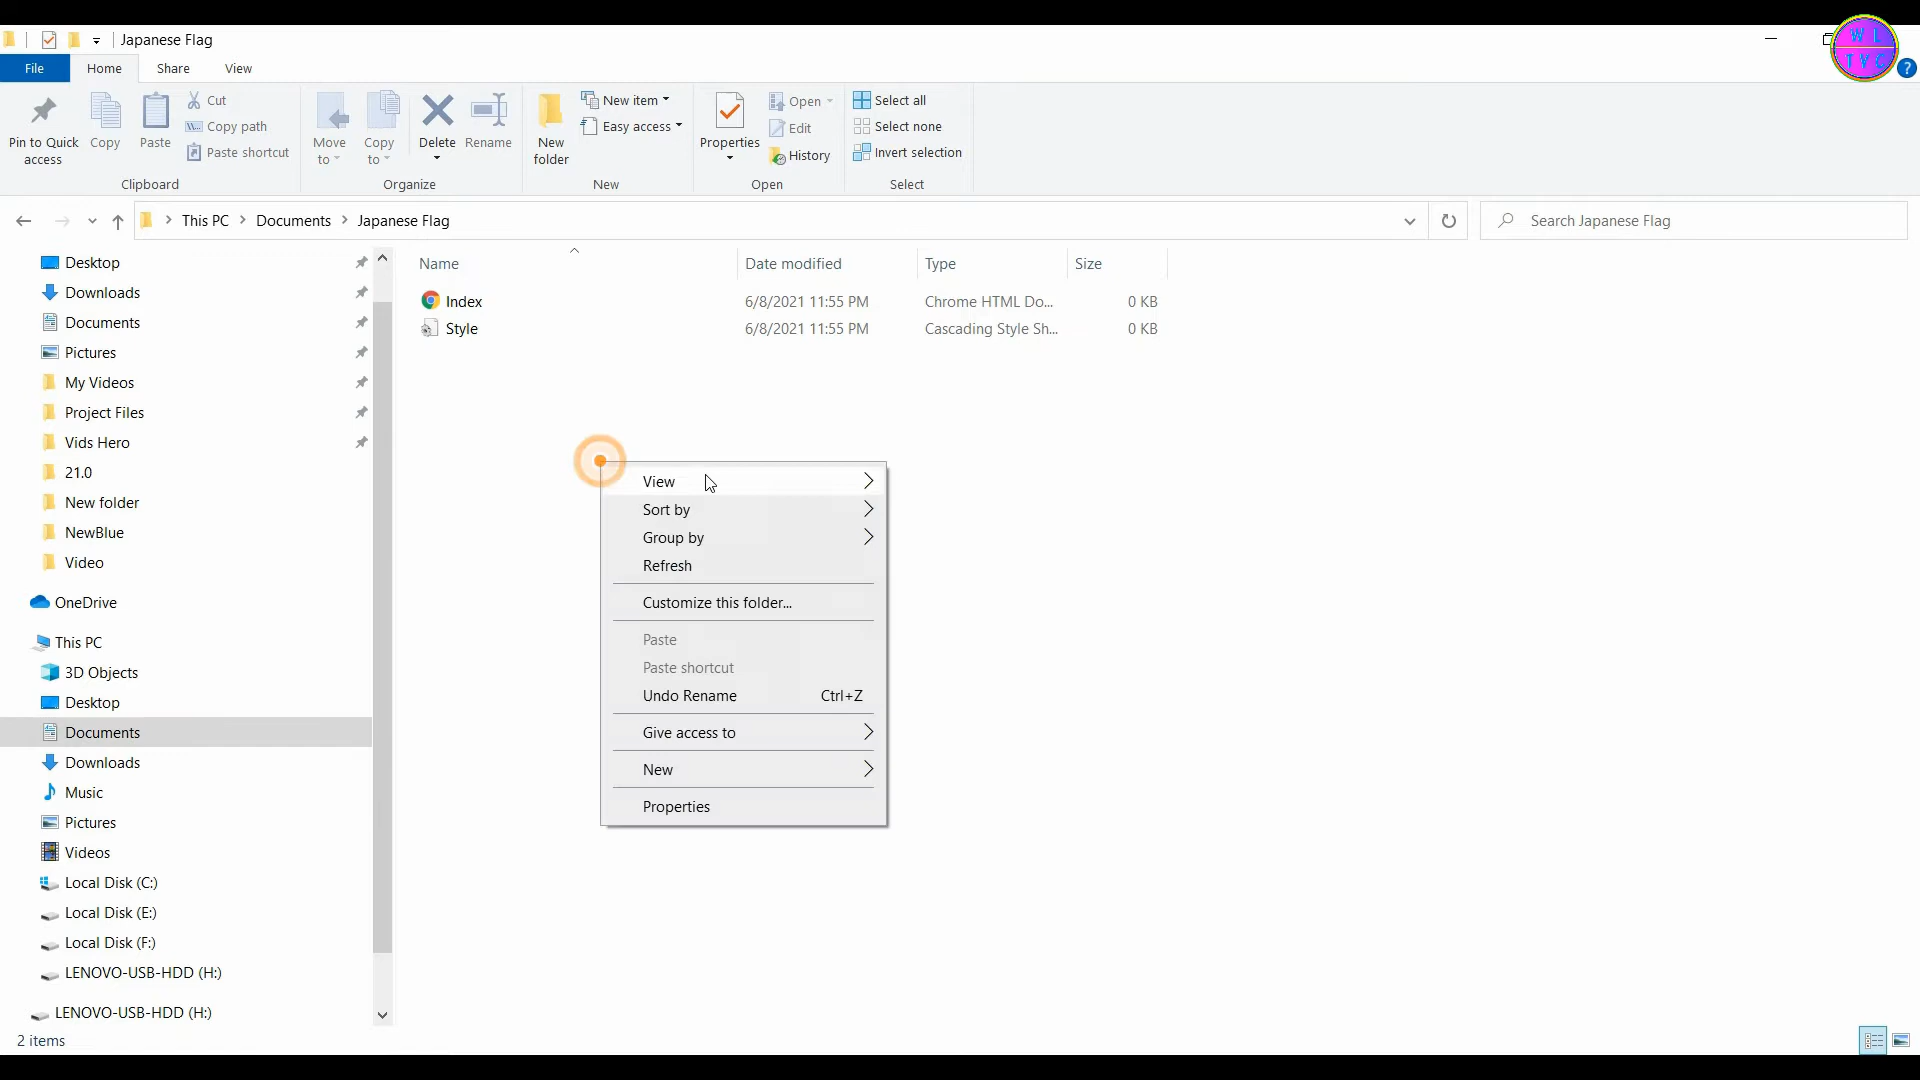 Japanese Flag
W L
T Y C
File Home Share View
Pin to Quick access
Copy
Paste
Cut
Copy path
Paste shortcut
Clipboard
Move to
Copy to
Delete
Rename
Organize
New folder
New item
Easy access
New
Properties
Open
Edit
History
Open
Select all
Select none
Invert selection
Select
This PC Documents Japanese Flag
Search Japanese Flag
Name Date modified Type Size
Index 6/8/2021 11:55 PM Chrome HTML Do... 0 KB
Style 6/8/2021 11:55 PM Cascading Style Sh... 0 KB
Desktop
Downloads
Documents
Pictures
My Videos
Project Files
Vids Hero
21.0
New folder
NewBlue
Video
OneDrive
This PC
3D Objects
Desktop
Documents
Downloads
Music
Pictures
Videos
Local Disk (C:)
Local Disk (E:)
Local Disk (F:)
LENOVO-USB-HDD (H:)
LENOVO-USB-HDD (H:)
View
Sort by
Group by
Refresh
Customize this folder...
Paste
Paste shortcut
Undo Rename Ctrl+Z
Give access to
New
Properties
2 items